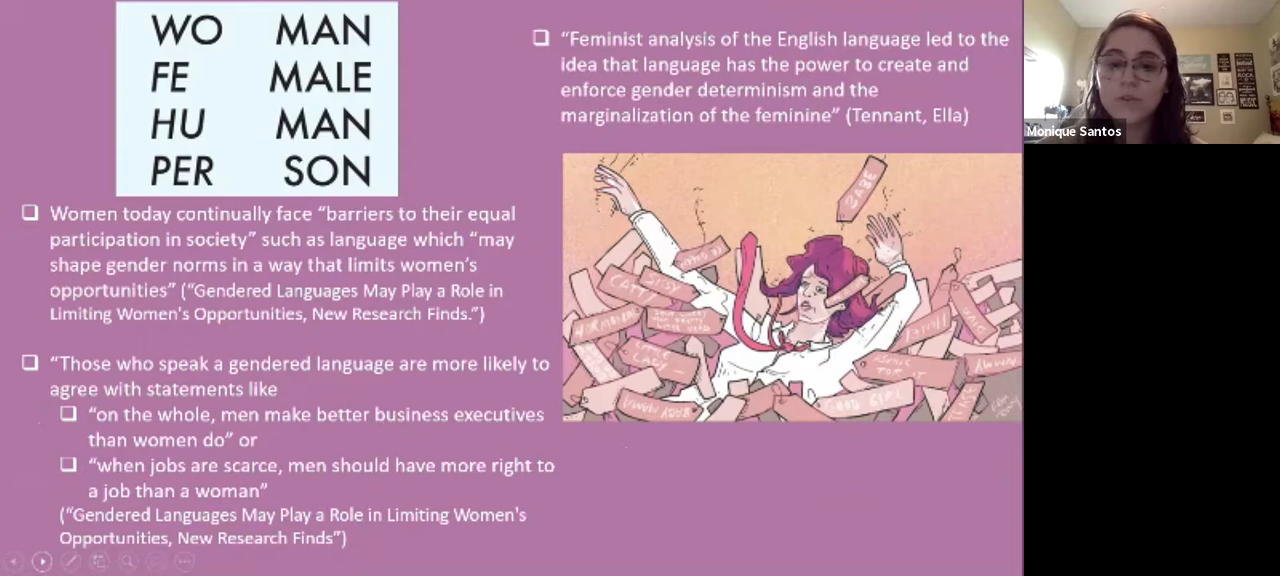 WO MAN
FE MALE
HU MAN
PER SON
Women today continually face “barriers to their equal
participation in society” such as language which “may
shape gender norms in a way that limits women’s
opportunities” (“Gendered Languages May Play a Role in
Limiting Women's Opportunities, New Research Finds.”)
“Those who speak a gendered language are more likely to
agree with statements like
“on the whole, men make better business executives
than women do” or
“when jobs are scarce, men should have more right to
a job than a woman”
(“Gendered Languages May Play a Role in Limiting Women's
Opportunities, New Research Finds”)
“Feminist analysis of the English language led to the
idea that language has the power to create and
enforce gender determinism and the
marginalization of the feminine” (Tennant, Ella)
BABE
SISSY
CATTY
LADY
GOOD GIRL
Monique Santos